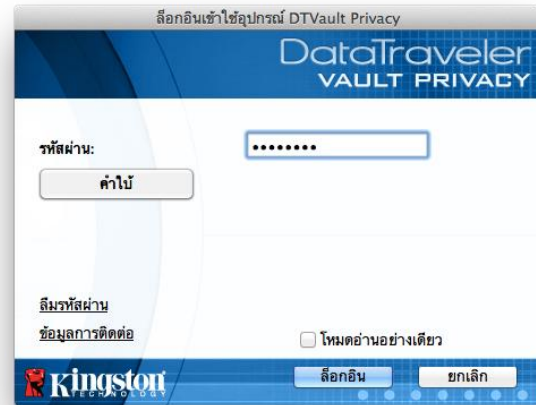 ล็อกอินเข้าใช้อุปกรณ์ DTVault Privacy
DataTraveler
VAULT PRIVACY
รหัสผ่าน:
••••••••
คำใบ้
ลืมรหัสผ่าน
ข้อมูลการติดต่อ
โหมดอ่านอย่างเดียว
Kingston
TECHNOLOGY
ล็อกอิน
ยกเลิก